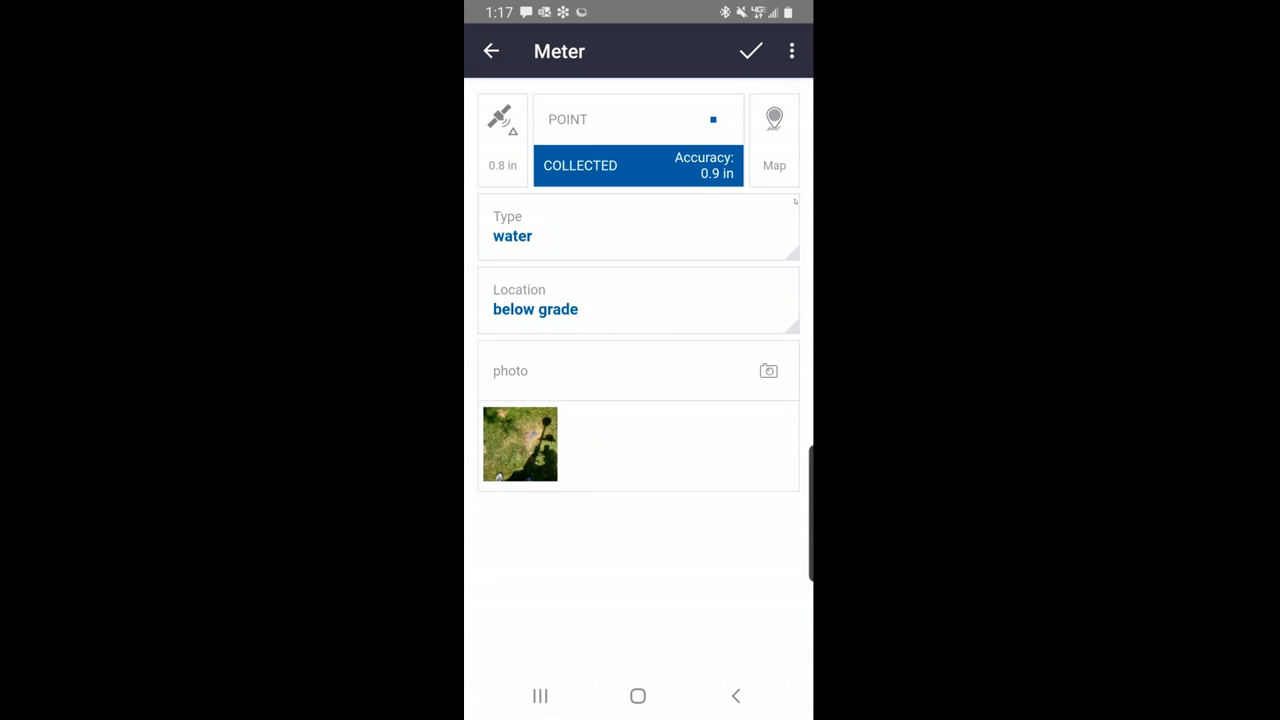 1:17
Meter
0.8 in
POINT
COLLECTED
Accuracy:
0.9 in
Map
Type
water
Location
below grade
photo